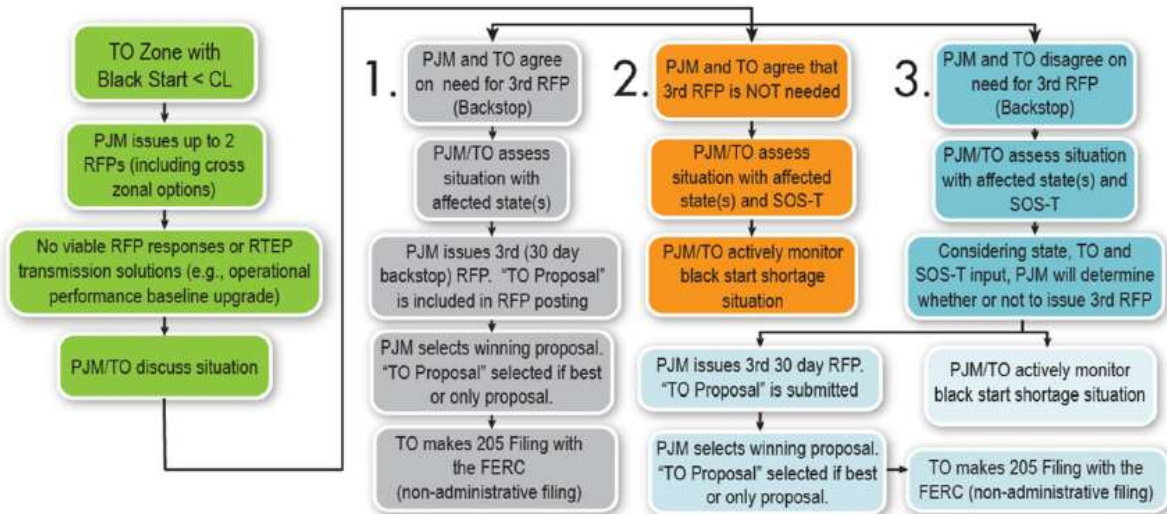 TO Zone with
Black Start < CL
PJM issues up to 2
RFPs (including cross
zonal options)
No viable RFP responses or RTEP
transmission solutions (e.g., operational
performance baseline upgrade)
PJM/TO discuss situation
1.
PJM and TO agree
on need for 3rd RFP
(Backstop)
PJM/TO assess
situation with
affected state(s)
PJM issues 3rd (30 day
backstop) RFP. “TO Proposal”
is included in RFP posting
PJM selects winning proposal.
“TO Proposal” selected if best
or only proposal.
TO makes 205 Filing with
the FERC
(non-administrative filing)
2.
PJM and TO agree that
3rd RFP is NOT needed
PJM/TO assess
situation with affected
state(s) and SOS-T
PJM/TO actively monitor
black start shortage
situation
3.
PJM and TO disagree on
need for 3rd RFP
(Backstop)
PJM/TO assess situation
with affected state(s) and
SOS-T
Considering state, TO and
SOS-T input, PJM will determine
whether or not to issue 3rd RFP
PJM issues 3rd 30 day RFP.
“TO Proposal” is submitted
PJM selects winning proposal.
“TO Proposal” selected if best
or only proposal.
TO makes 205 Filing with the
FERC (non-administrative filing)
PJM/TO actively monitor
black start shortage situation